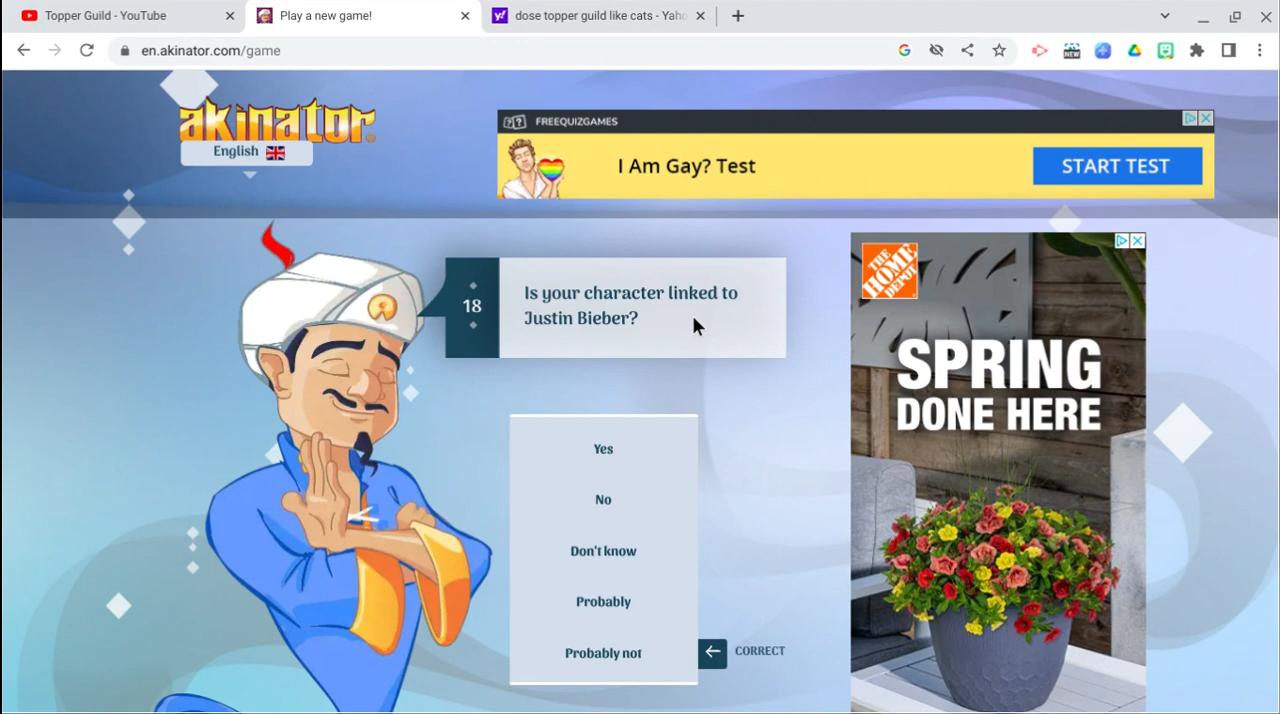 Topper Guild - YouTube
Play a new game!
dose topper guild like cats - Yaho
en.akinator.com/game
NEW
akinator
English
FREEQUIZGAMES
I Am Gay? Test
START TEST
18
Is your character linked to
Justin Bieber?
Yes
No
Don't know
Probably
Probably not
CORRECT
THE HOME DEPOT
SPRING
DONE HERE